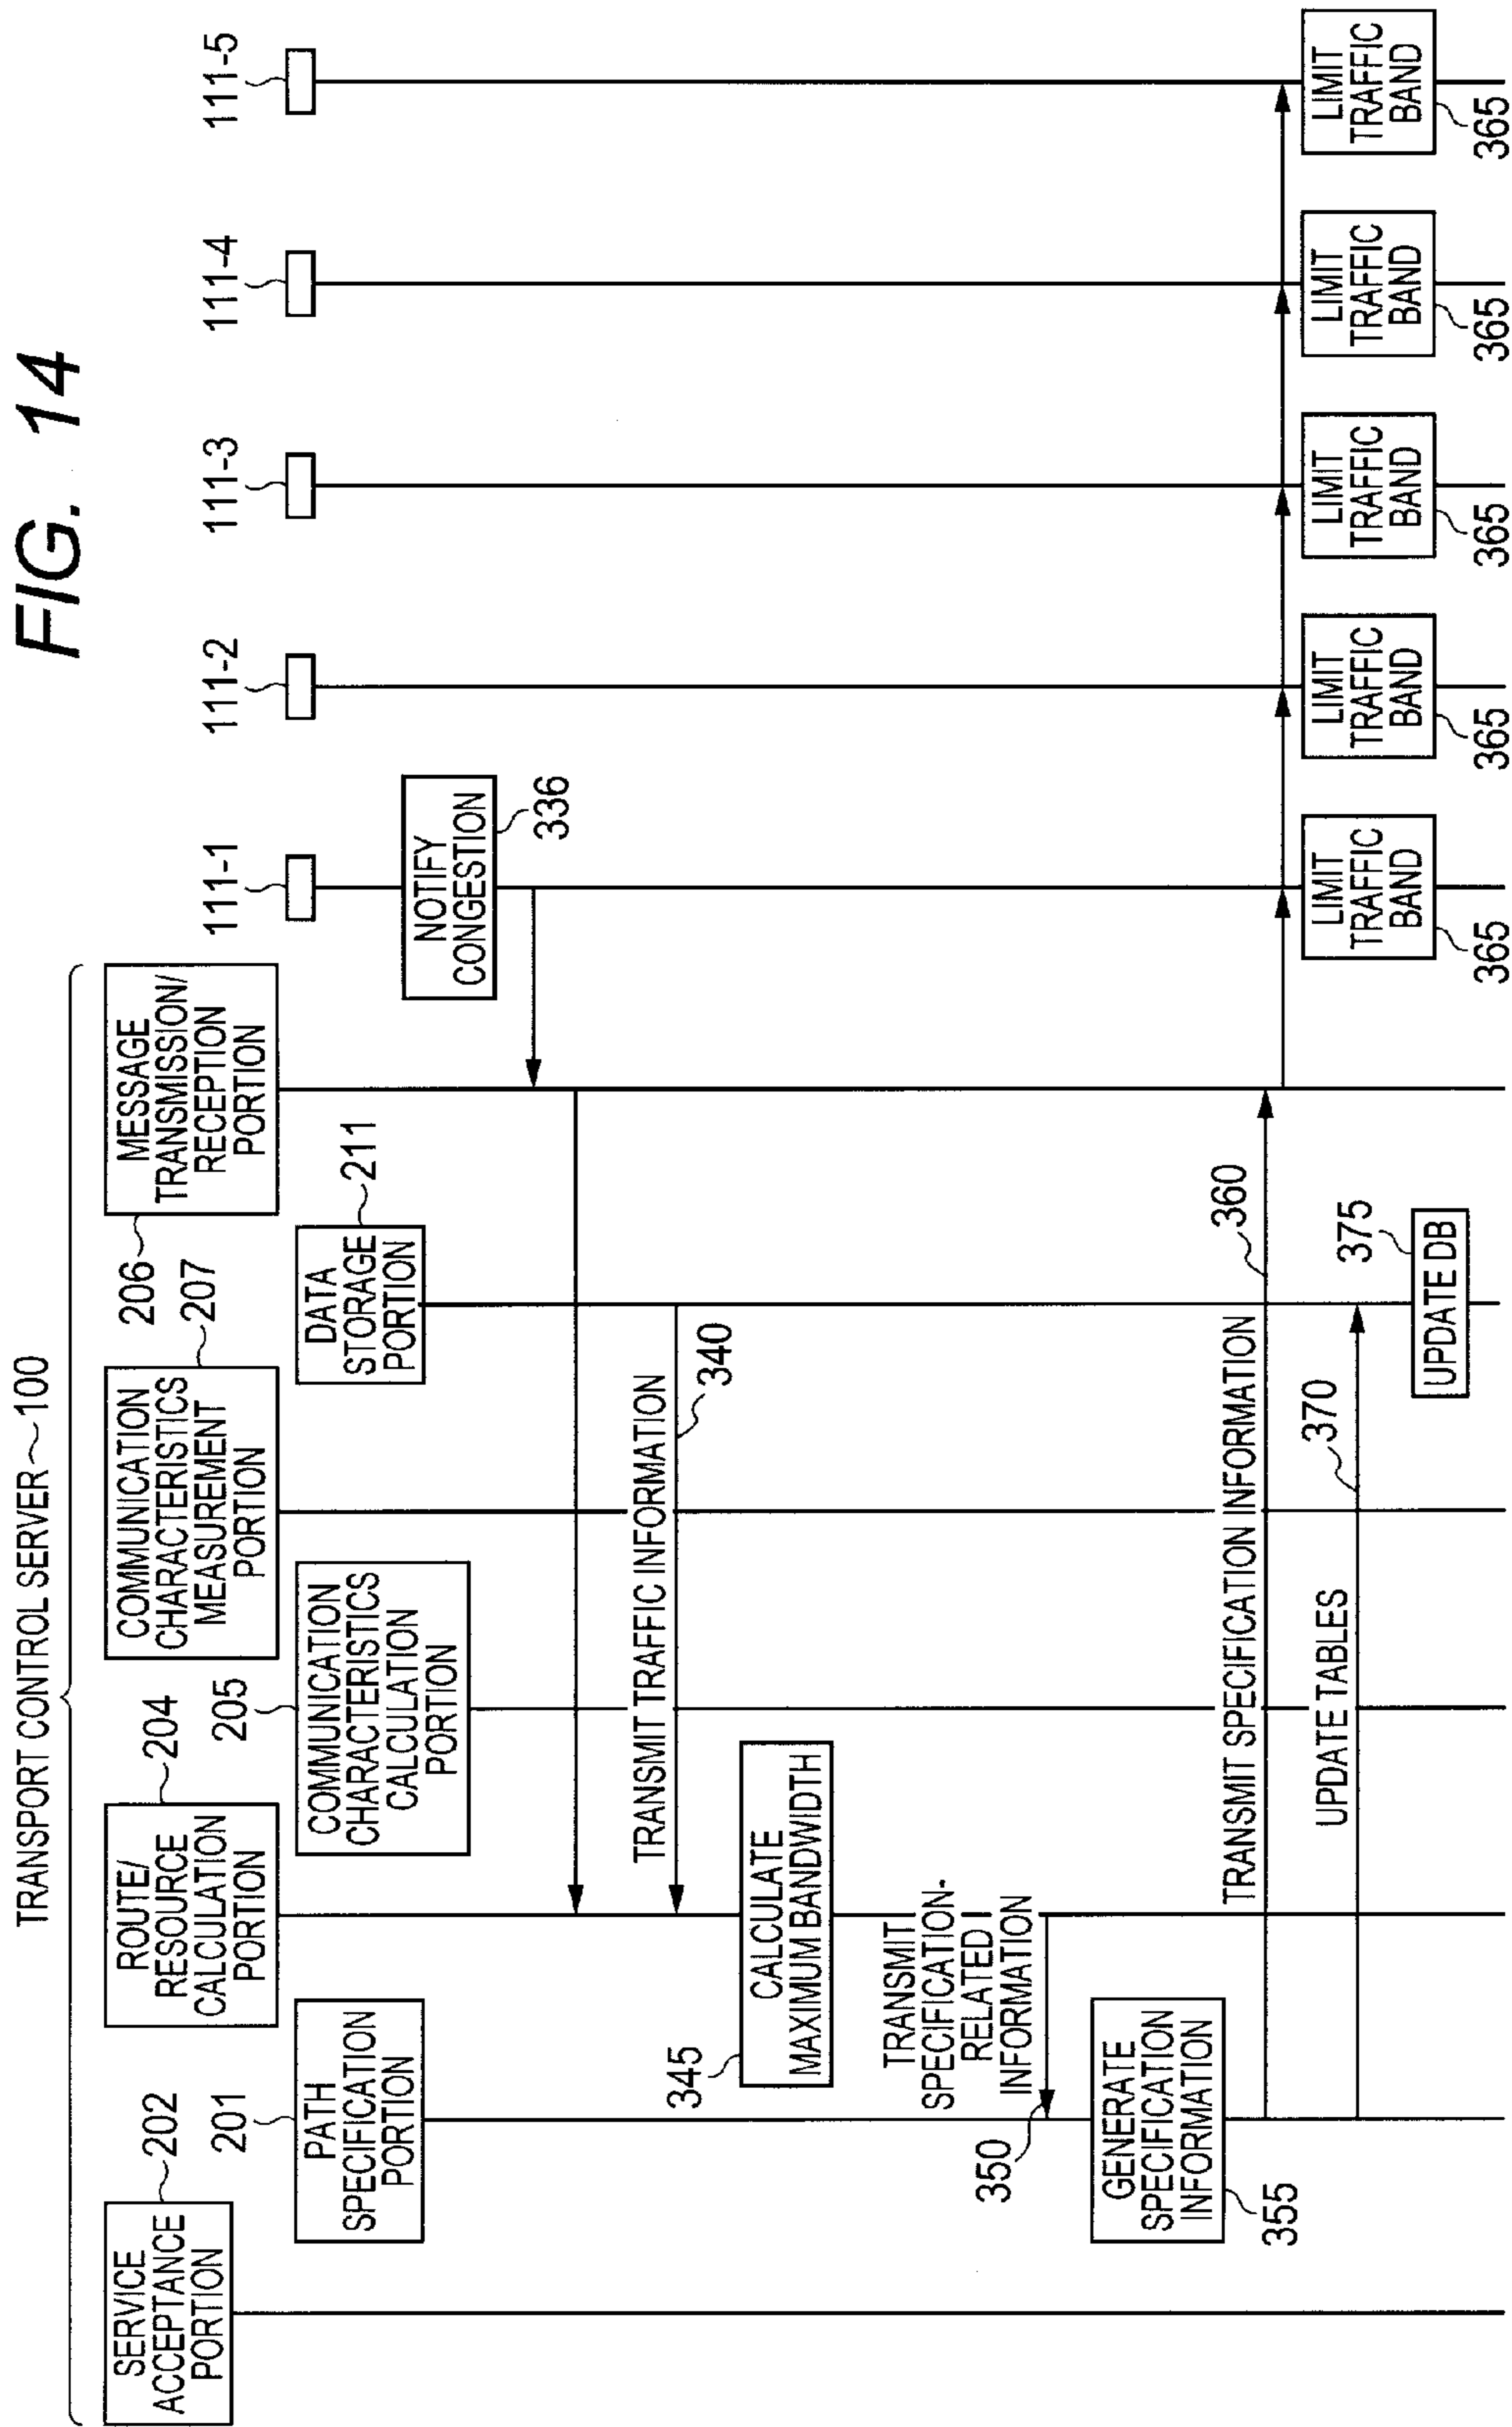 FIG. 14
TRANSPORT CONTROL SERVER 100
SERVICE
ACCEPTANCE
PORTION
202
201
PATH
SPECIFICATION
PORTION
ROUTE/
RESOURCE
CALCULATION
PORTION
204
205
COMMUNICATION
CHARACTERISTICS
CALCULATION
PORTION
COMMUNICATION
CHARACTERISTICS
MEASUREMENT
PORTION
207
DATA
STORAGE
PORTION
211
MESSAGE
TRANSMISSION/
RECEPTION
PORTION
206
111-1
111-2
111-3
111-4
111-5
NOTIFY
CONGESTION
336
TRANSMIT TRAFFIC INFORMATION
340
345
CALCULATE
MAXIMUM BANDWIDTH
TRANSMIT
SPECIFICATION-
RELATED
INFORMATION
350
GENERATE
SPECIFICATION
INFORMATION
355
TRANSMIT SPECIFICATION INFORMATION
360
LIMIT
TRAFFIC
BAND
365
LIMIT
TRAFFIC
BAND
365
LIMIT
TRAFFIC
BAND
365
LIMIT
TRAFFIC
BAND
365
LIMIT
TRAFFIC
BAND
365
UPDATE TABLES
370
375
UPDATE DB